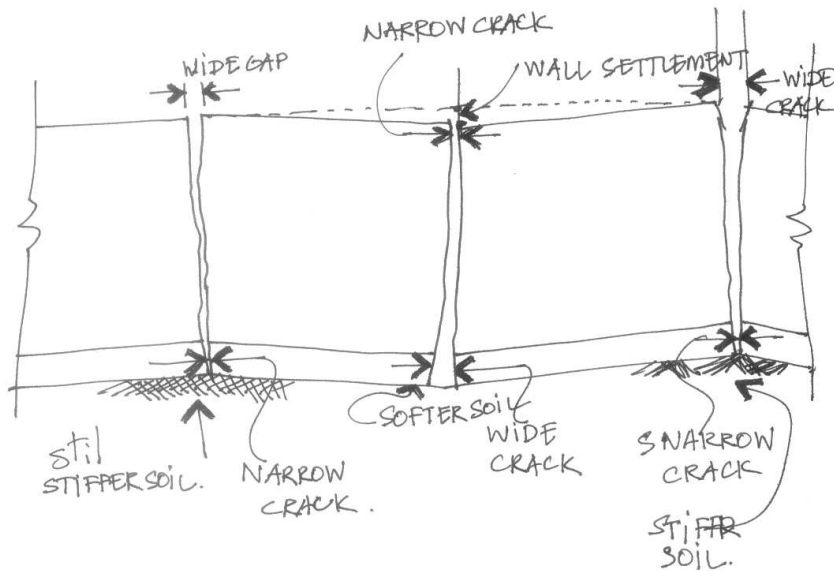 NARROW CRACK
WIDE GAP
WALL SETTLEMENT
WIDE
CRACK
SOFTER SOIL
WIDE
CRACK
stil
STIFFER SOIL.
NARROW
CRACK.
SNARROW
CRACK
STIFFR
SOIL.